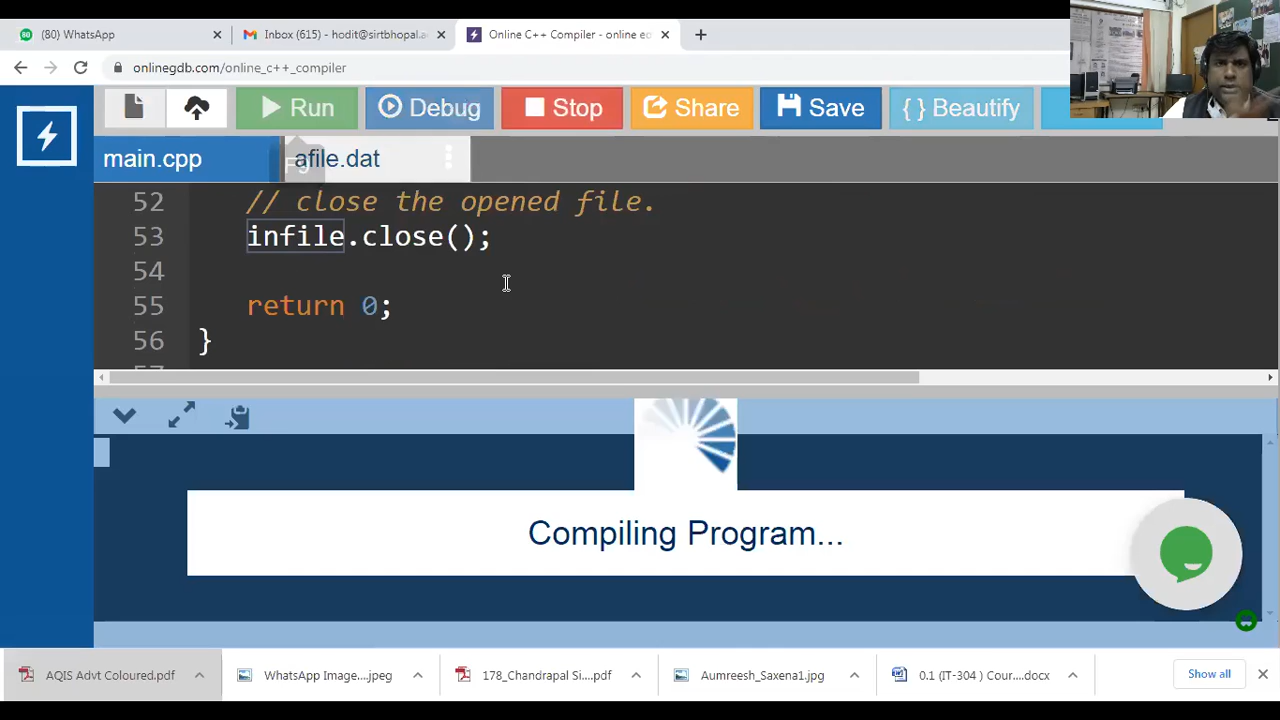 (80) WhatsApp
Inbox (615) - hodit@sirtbhopal.
Online C++ Compiler - online ed
onlinegdb.com/online_c++_compiler
Run
Debug
Stop
Share
Save
{ } Beautify
main.cpp
afile.dat
52 // close the opened file.
53 infile.close();
54
55 return 0;
56 }
Compiling Program...
AQIS Advt Coloured.pdf
WhatsApp Image....jpeg
178_Chandrapal Si....pdf
Aumreesh_Saxena1.jpg
0.1 (IT-304 ) Cour....docx
Show all